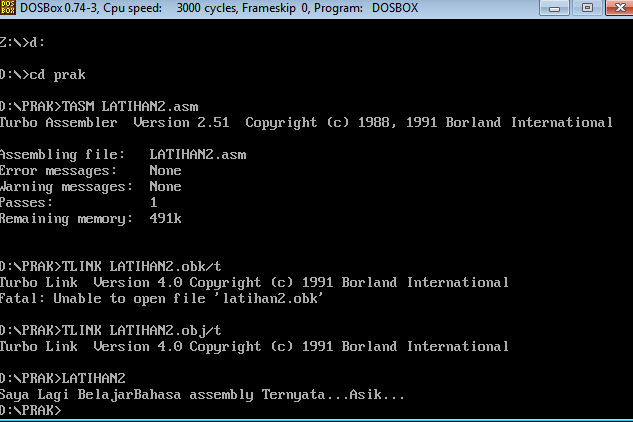 DOS
BOX
DOSBox 0.74-3, Cpu speed:    3000 cycles, Frameskip  0, Program:   DOSBOX
Z:\>d:
D:\>cd prak
D:\PRAK>TASM LATIHAN2.asm
Turbo Assembler  Version 2.51  Copyright (c) 1988, 1991 Borland International
Assembling file:   LATIHAN2.asm
Error messages:    None
Warning messages:  None
Passes:            1
Remaining memory:  491k
D:\PRAK>TLINK LATIHAN2.obk/t
Turbo Link  Version 4.0 Copyright (c) 1991 Borland International
Fatal: Unable to open file 'latihan2.obk'
D:\PRAK>TLINK LATIHAN2.obj/t
Turbo Link  Version 4.0 Copyright (c) 1991 Borland International
D:\PRAK>LATIHAN2
Saya Lagi BelajarBahasa assembly Ternyata...Asik...
D:\PRAK>